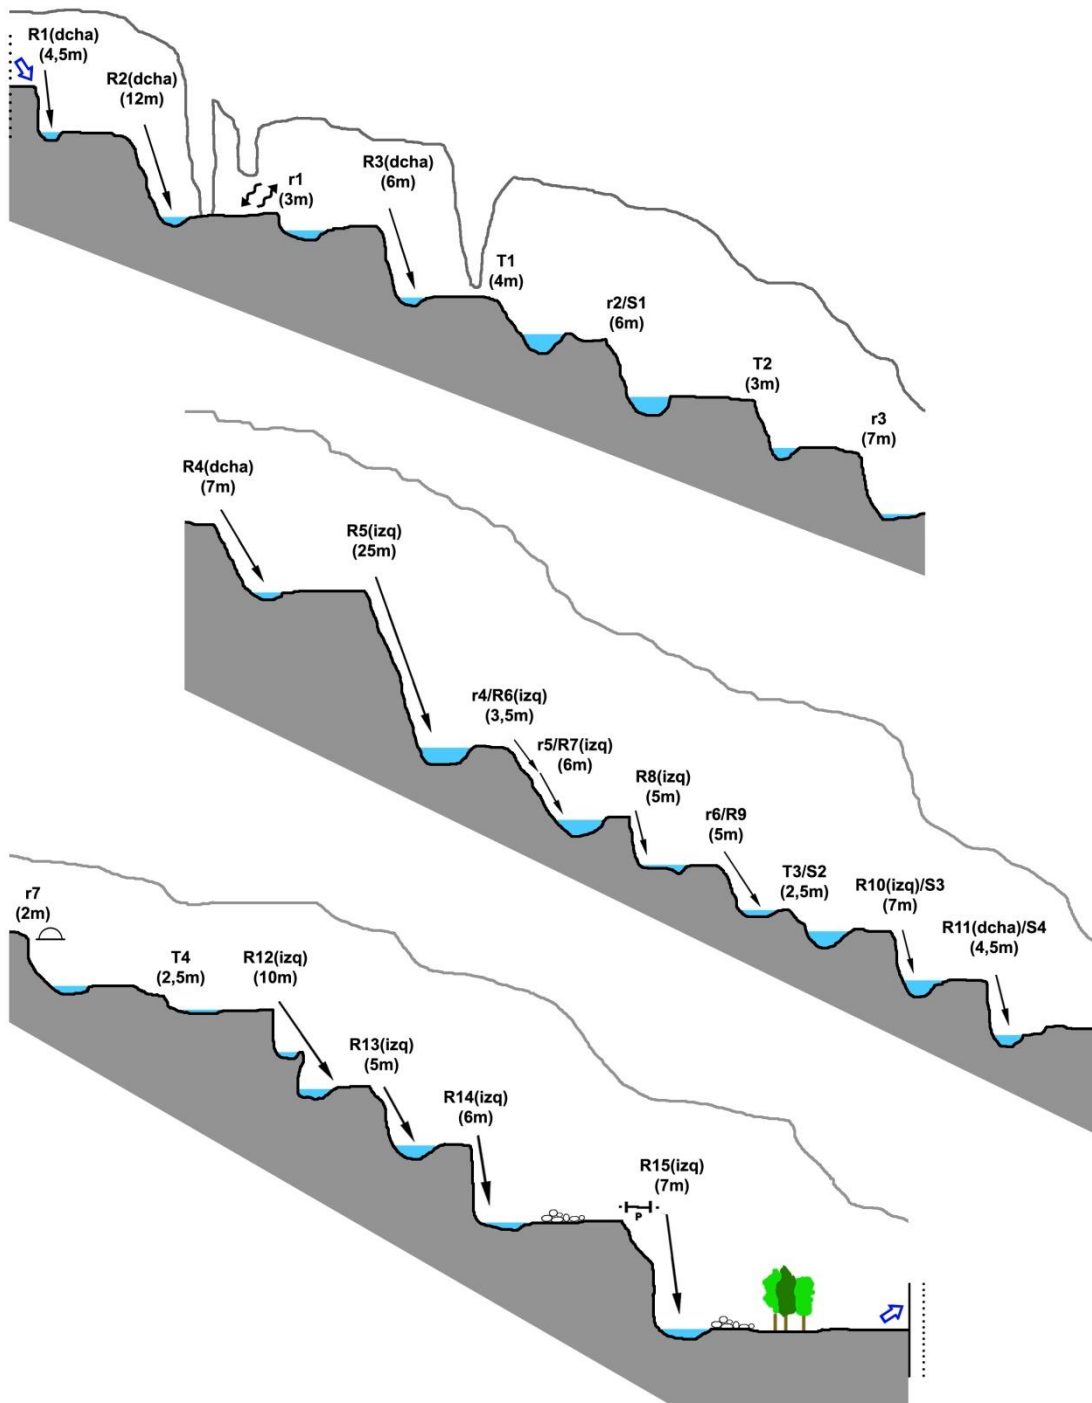 R1(dcha)
(4,5m)
R2(dcha)
(12m)
r1
(3m)
R3(dcha)
(6m)
T1
(4m)
r2/S1
(6m)
T2
(3m)
r3
(7m)
R4(dcha)
(7m)
R5(izq)
(25m)
r4/R6(izq)
(3,5m)
r5/R7(izq)
(6m)
R8(izq)
(5m)
r6/R9
(5m)
T3/S2
(2,5m)
R10(izq)/S3
(7m)
R11(dcha)/S4
(4,5m)
r7
(2m)
T4
(2,5m)
R12(izq)
(10m)
R13(izq)
(5m)
R14(izq)
(6m)
R15(izq)
(7m)
P